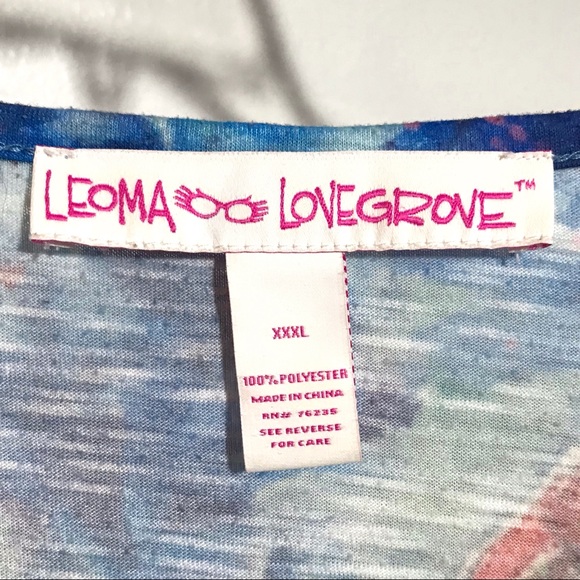 LEOMA LOVEGROVE™
XXXL
100% POLYESTER
MADE IN CHINA
RN# 76235
SEE REVERSE
FOR CARE